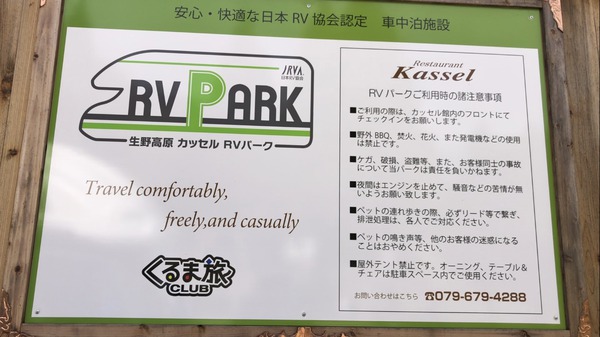 安心・快適な日本RV協会認定 車中泊施設
JRVA
日本RV協会
RV PARK
生野高原 カッセル RVパーク
Travel comfortably,
freely,and casually
くるま旅
CLUB
Restaurant
Kassel
RVパークご利用時の諸注意事項
■ご利用の際は、カッセル館内のフロントにて
チェックインをお願いします。
■野外BBQ、焚火、花火、また発電機などの使用
は禁止です。
■ケガ、破損、盗難等、また、お客様同士の事故
について当パークは責任を負いかねます。
■夜間はエンジンを止めて、騒音などの苦情が無
いようお願い致します。
■ペットの連れ歩きの際、必ずリード等で繋ぎ、
排泄処理は、各人でご対応ください。
■ペットの鳴き声等、他のお客様の迷惑になる
ことはおやめください。
■屋外テント禁止です。オーニング、テーブル&
チェアは駐車スペース内でご使用ください。
お問い合わせはこちら ☎079-679-4288